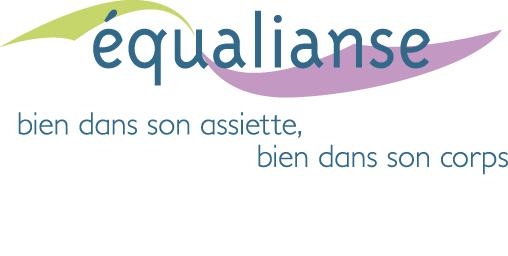 équalianse
bien dans son assiette,
bien dans son corps